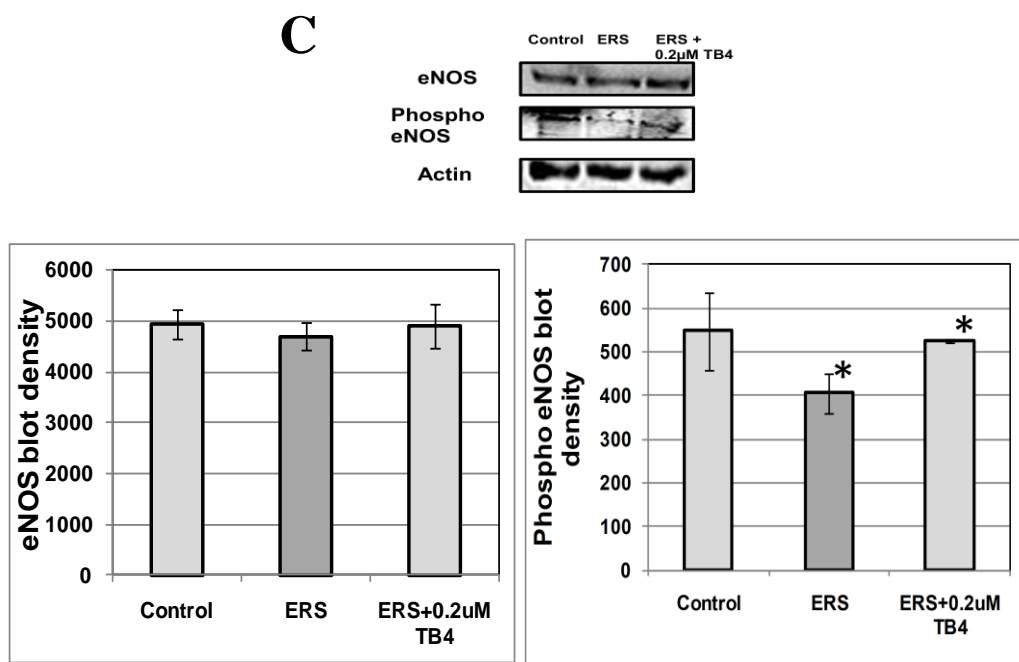 C
Control ERS ERS +
0.2µM TB4
eNOS
Phospho
eNOS
Actin
eNOS blot density
6000
5000
4000
3000
2000
1000
0
Control ERS ERS+0.2uM
TB4
Phospho eNOS blot
density
700
600
500
400
300
200
100
0
*
*
Control ERS ERS+0.2uM
TB4